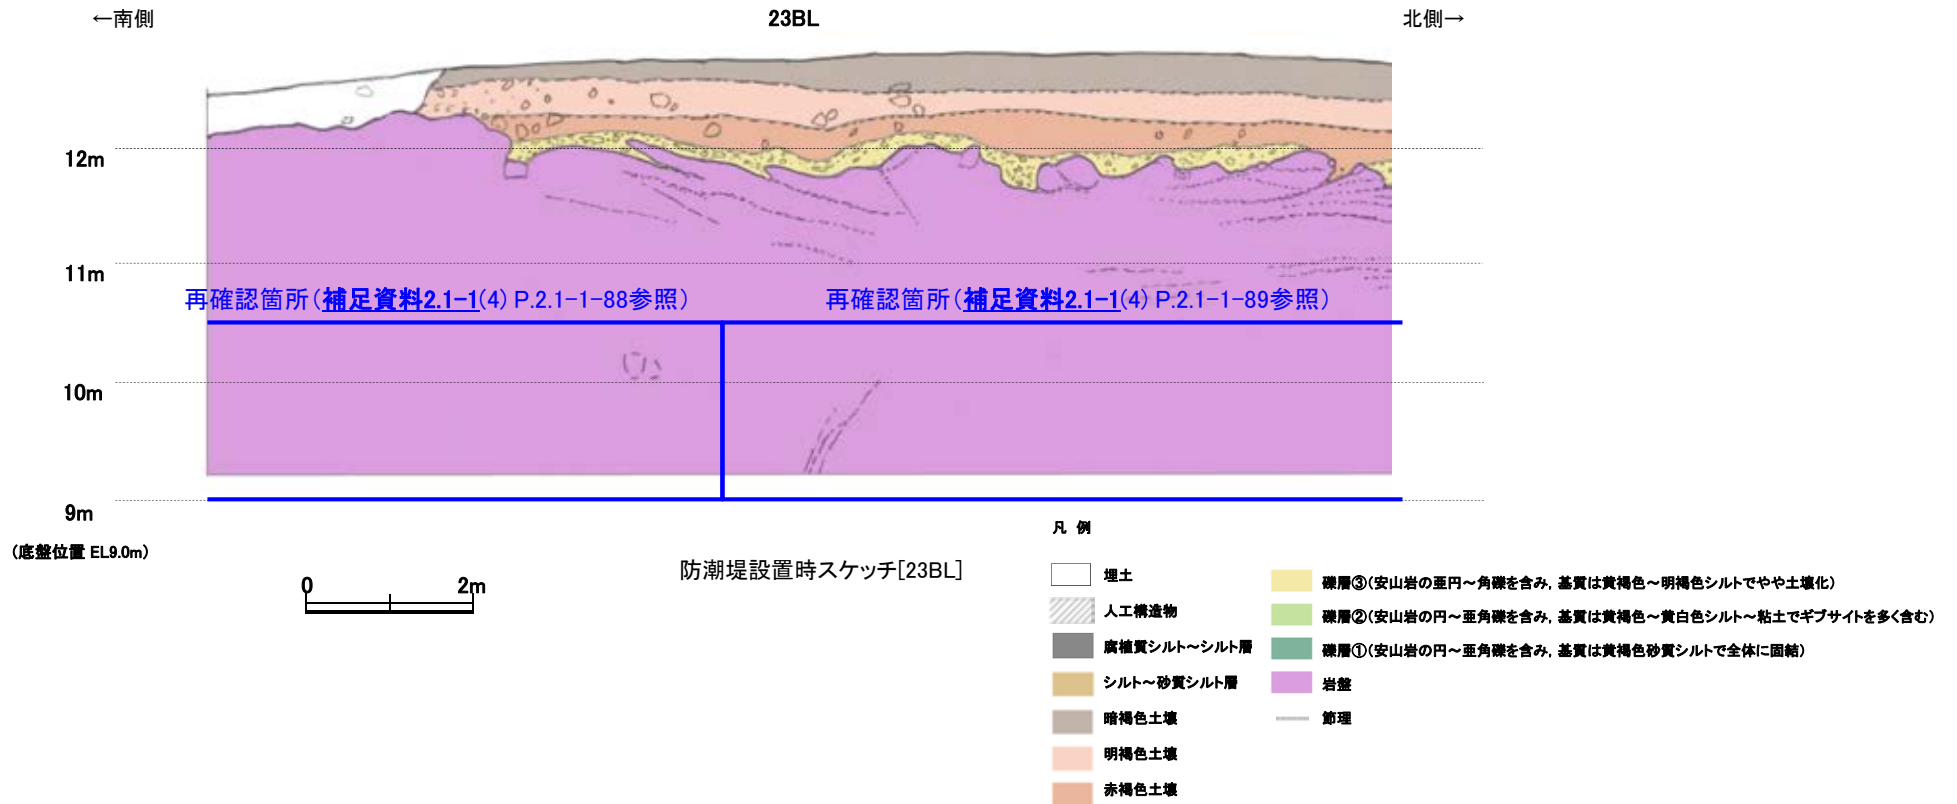 ←南側
23BL
北側→
12m
11m
再確認箇所（補足資料2.1-1(4) P.2.1-1-88参照）
再確認箇所（補足資料2.1-1(4) P.2.1-1-89参照）
10m
9m
（底盤位置 EL9.0m）
0
2m
防潮堤設置時スケッチ[23BL]
凡 例
埋土
人工構造物
腐植質シルト～シルト層
シルト～砂質シルト層
暗褐色土壌
明褐色土壌
赤褐色土壌
礫層③（安山岩の亜円～角礫を含み，基質は黄褐色～明褐色シルトでやや土壌化）
礫層②（安山岩の円～亜角礫を含み，基質は黄褐色～黄白色シルト～粘土でギブサイトを多く含む）
礫層①（安山岩の円～亜角礫を含み，基質は黄褐色砂質シルトで全体に固結）
岩盤
節理